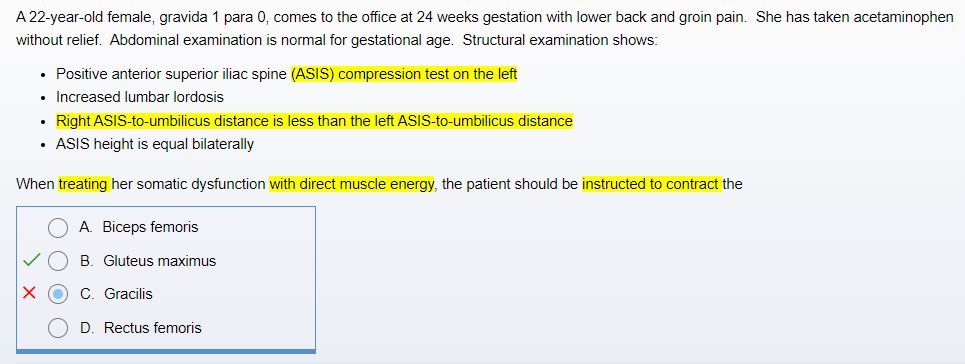 A 22-year-old female, gravida 1 para 0, comes to the office at 24 weeks gestation with lower back and groin pain.  She has taken acetaminophen
without relief.  Abdominal examination is normal for gestational age.  Structural examination shows:
• Positive anterior superior iliac spine (ASIS) compression test on the left
• Increased lumbar lordosis
• Right ASIS-to-umbilicus distance is less than the left ASIS-to-umbilicus distance
• ASIS height is equal bilaterally
When treating her somatic dysfunction with direct muscle energy, the patient should be instructed to contract the
A. Biceps femoris
B. Gluteus maximus
C. Gracilis
D. Rectus femoris